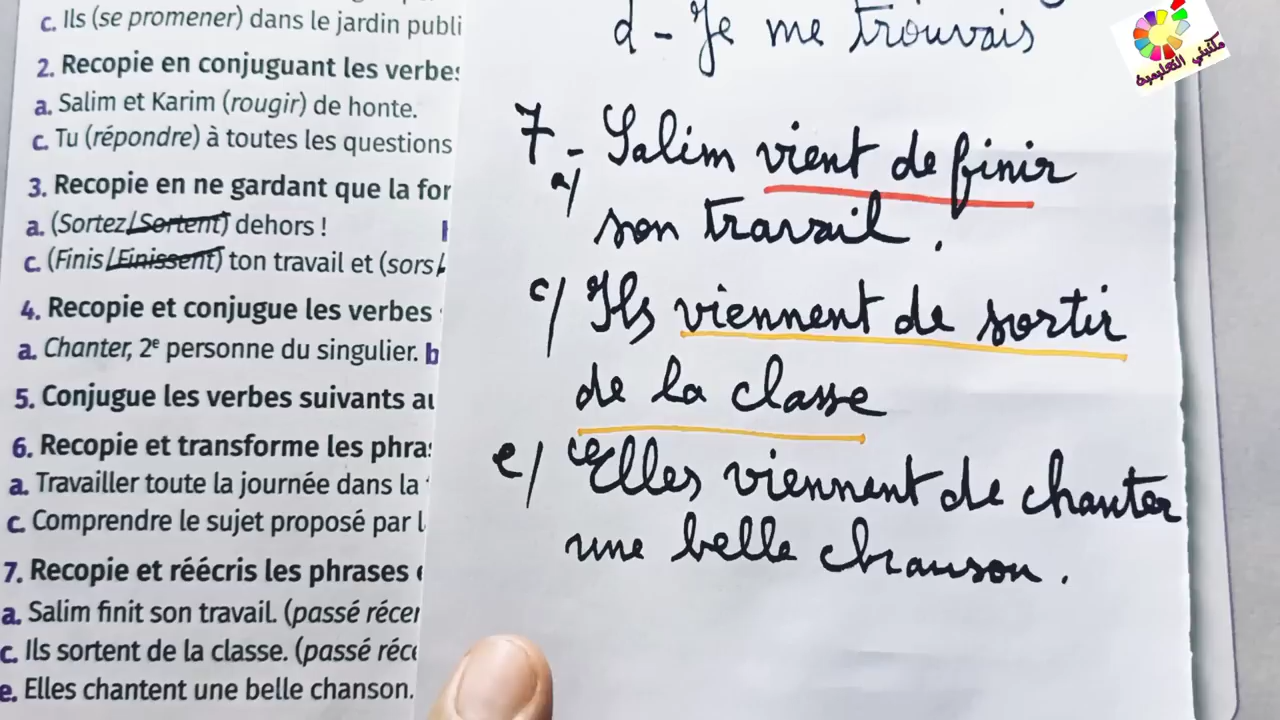 c. Ils (se promener) dans le jardin publi
2. Recopie en conjuguant les verbes
a. Salim et Karim (rougir) de honte.
c. Tu (répondre) à toutes les questions
3. Recopie en ne gardant que la for
a. (Sortez/Sortent) dehors !
c. (Finis/Finissent) ton travail et (sors/
4. Recopie et conjugue les verbes
a. Chanter, 2e personne du singulier. b
5. Conjugue les verbes suivants au
6. Recopie et transforme les phras
a. Travailler toute la journée dans la
c. Comprendre le sujet proposé par l
7. Recopie et réécris les phrases
a. Salim finit son travail. (passé récen
c. Ils sortent de la classe. (passé réce
e. Elles chantent une belle chanson.
d - Je me trouvais
7 - Salim vient de finir
a/ son travail.
c/ Ils viennent de sortir
de la classe
e/ Elles viennent de chanter
une belle chanson.
مكتبتي التعليمية